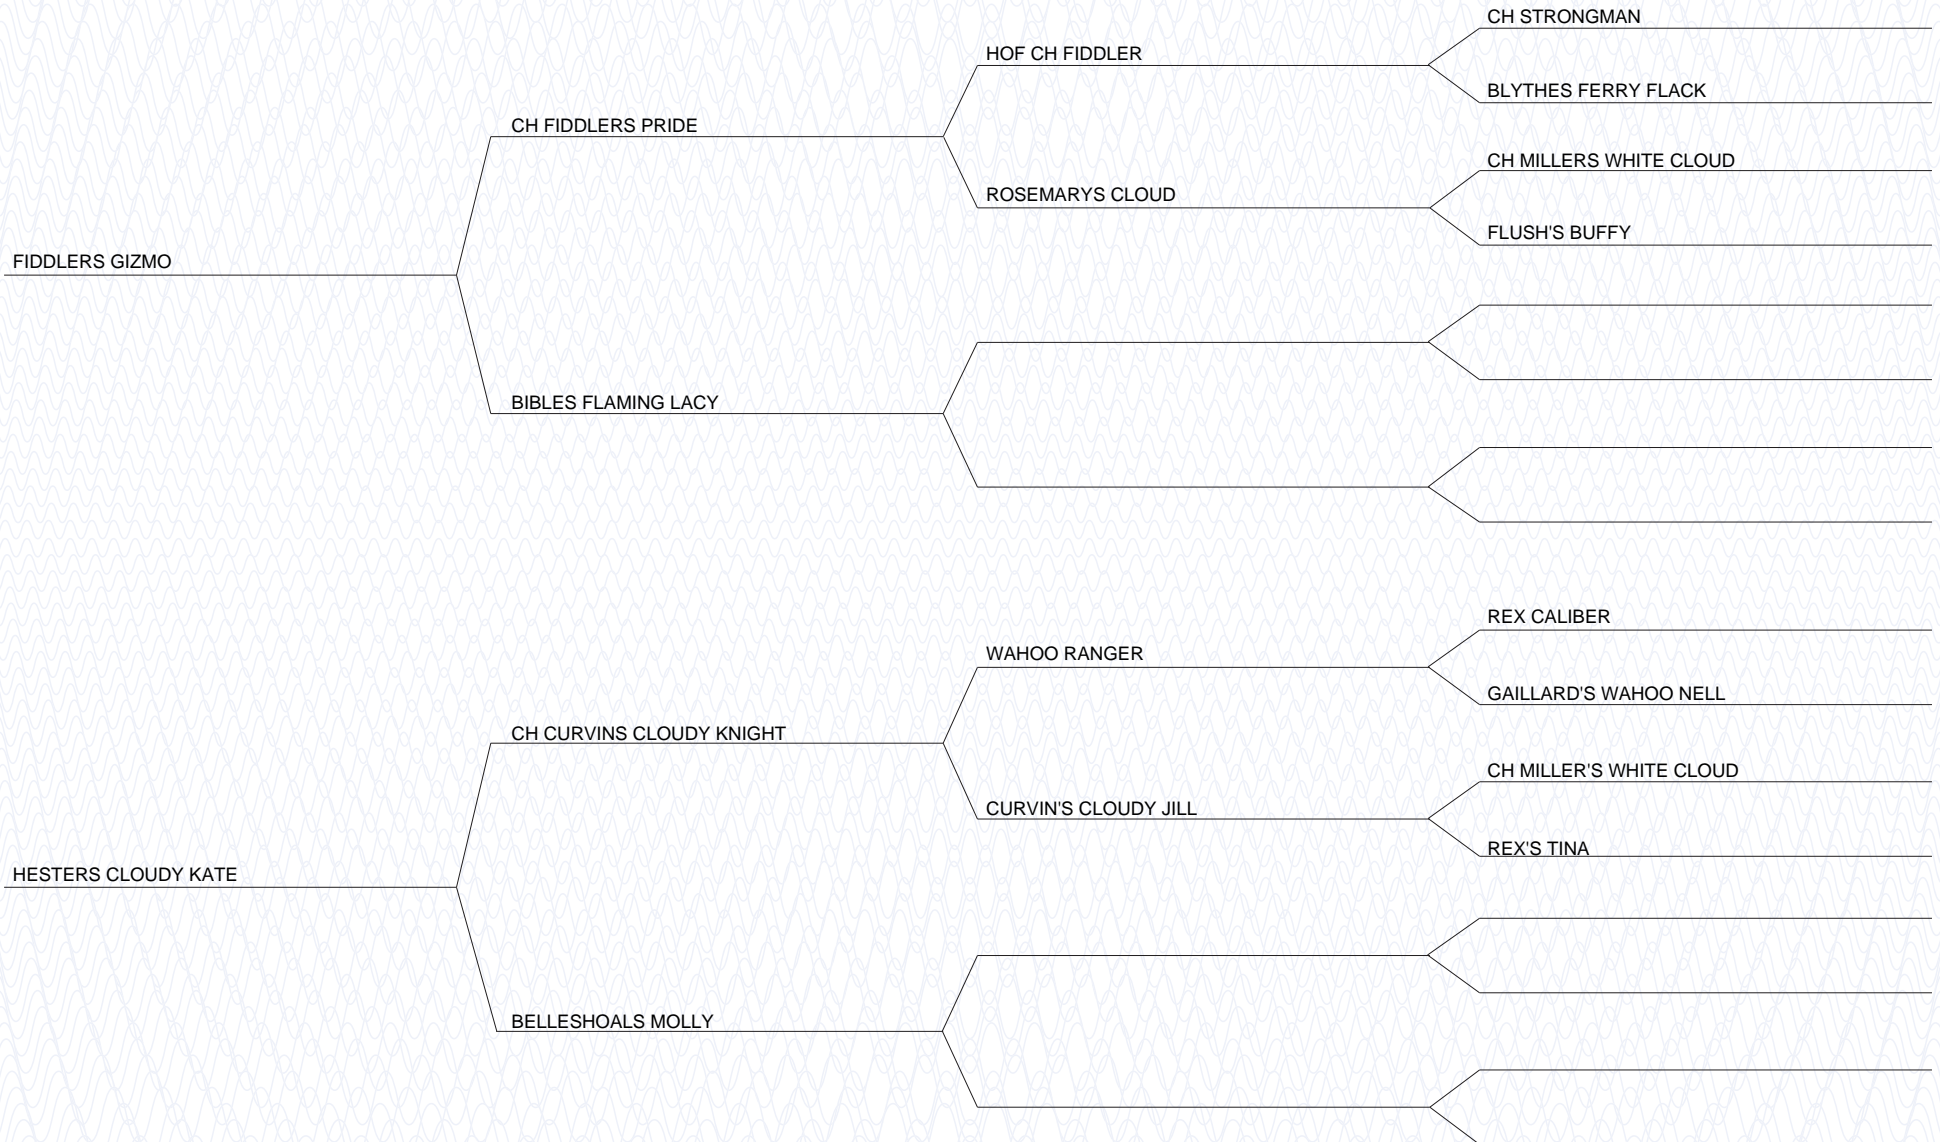 CH STRONGMAN
HOF CH FIDDLER
BLYTHES FERRY FLACK
CH FIDDLERS PRIDE
CH MILLERS WHITE CLOUD
ROSEMARYS CLOUD
FLUSH'S BUFFY
FIDDLERS GIZMO
BIBLES FLAMING LACY
REX CALIBER
WAHOO RANGER
GAILLARD'S WAHOO NELL
CH CURVINS CLOUDY KNIGHT
CH MILLER'S WHITE CLOUD
CURVIN'S CLOUDY JILL
REX'S TINA
HESTERS CLOUDY KATE
BELLESHOALS MOLLY